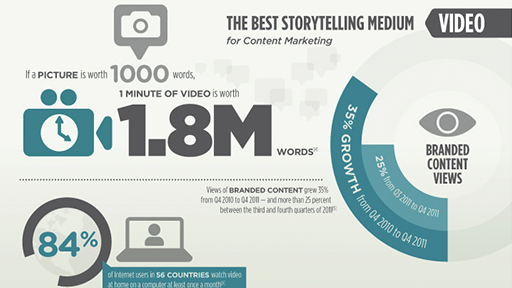 THE BEST STORYTELLING MEDIUM
for Content Marketing
VIDEO
If a PICTURE is worth 1000 words,
1 MINUTE OF VIDEO is worth
1.8M
WORDS
35% GROWTH from Q4 2010 to Q4 2011
25% from Q3 2011 to Q4 2011
BRANDED
CONTENT
VIEWS
Views of BRANDED CONTENT grew 35%
from Q4 2010 to Q4 2011 — and more than 25 percent
between the third and fourth quarters of 2011
84%
of Internet users in 56 COUNTRIES watch video
at home on a computer at least once a month